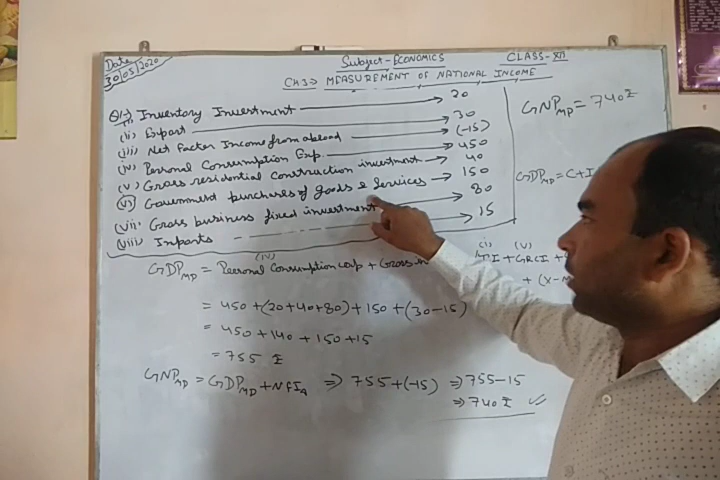 Date
30/05/2020
Subject-ECONOMICS
CLASS-XII
CH3⇒ MEASUREMENT OF NATIONAL INCOME
Q1⇒ (i) Inventory Investment → 20
(ii) Export → 30
(iii) Net factor Income from abroad → (-15)
(iv) Personal Consumption Exp. → 450
(v) Gross residential construction investment → 40
(vi) Government purchases of goods & Services → 150
(vii) Gross business fixed investment → 80
(viii) Imports → 15
GNPMP = 740₹
GDPMP = C+I
(i) (v)
I + GRCI +
+ (X-M
(iv)
GDPMP = Personal Consumption exp + Gross in
= 450 +(20+40+80)+150 +(30-15)
= 450+140 +150+15
= 755 ₹
GNPMP = GDPMP + NFIA ⇒ 755+(-15) ⇒ 755-15
⇒ 740₹